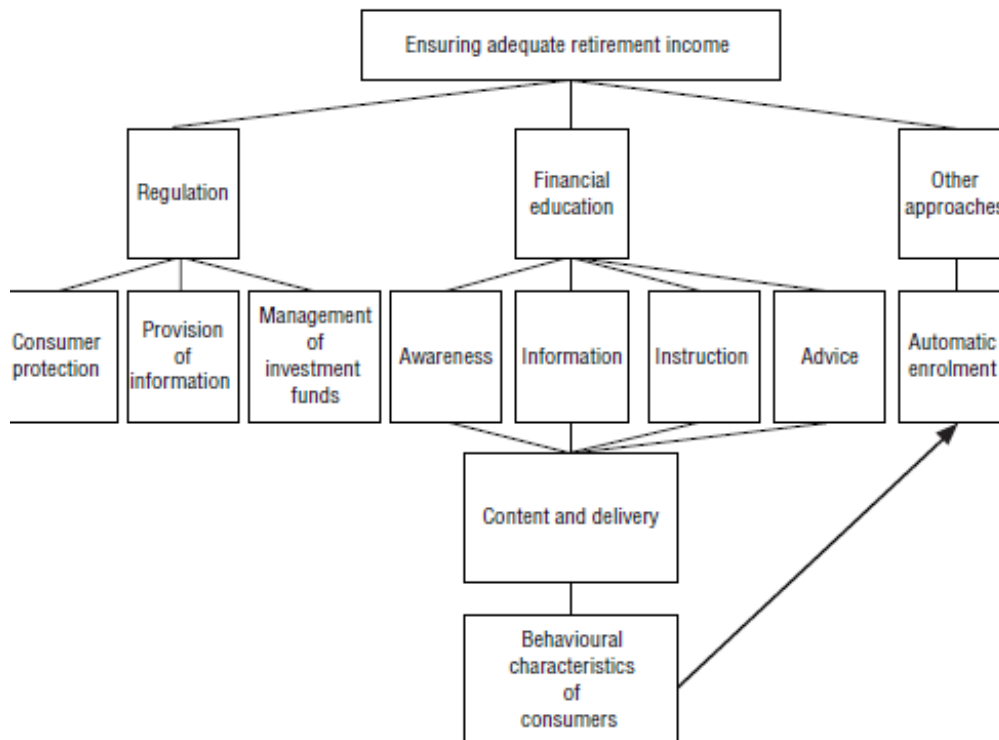 Ensuring adequate retirement income
Regulation
Financial
education
Other
approaches
Consumer
protection
Provision
of
information
Management
of
investment
funds
Awareness
Information
Instruction
Advice
Automatic
enrolment
Content and delivery
Behavioural
characteristics
of
consumers